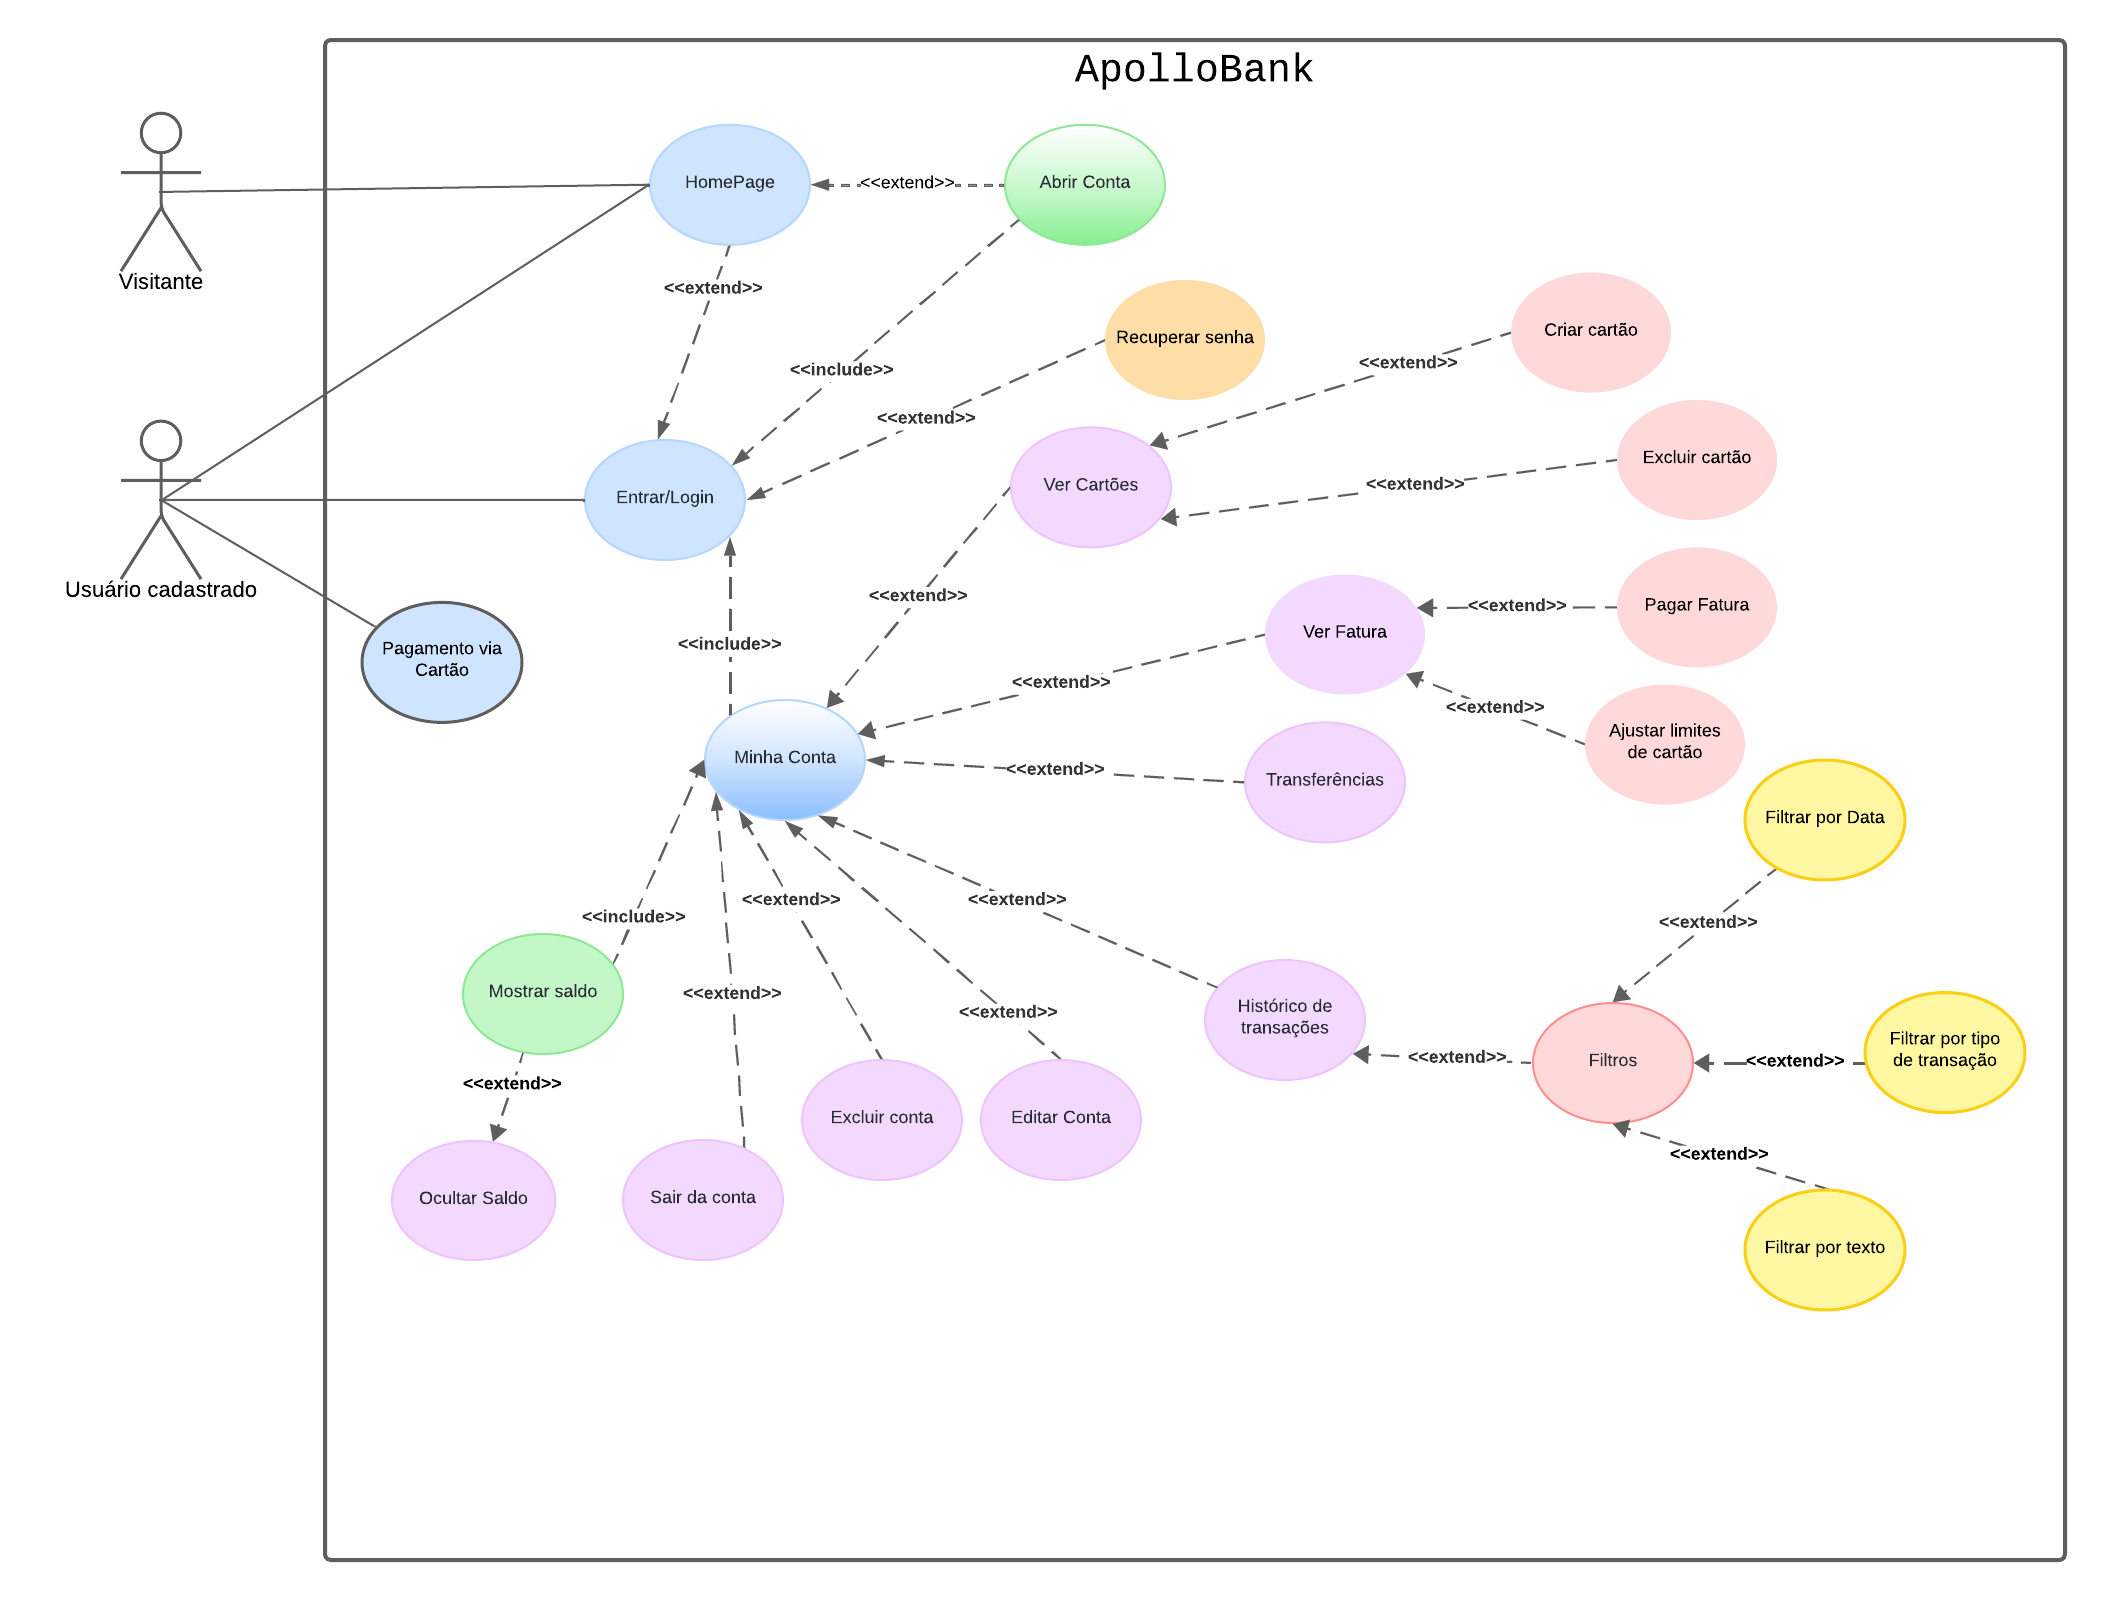 ApolloBank
Visitante
HomePage
<<extend>>
Abrir Conta
<<extend>>
<<include>>
Recuperar senha
<<extend>>
Criar cartão
<<extend>>
Usuário cadastrado
Entrar/Login
Ver Cartões
Excluir cartão
<<extend>>
<<extend>>
Pagamento via
Cartão
<<include>>
Ver Fatura
<<extend>>
Pagar Fatura
<<extend>>
<<extend>>
Ajustar limites
de cartão
Minha Conta
<<extend>>
Transferências
Filtrar por Data
<<include>>
<<extend>>
<<extend>>
<<extend>>
Mostrar saldo
<<extend>>
<<extend>>
Histórico de
transações
<<extend>>
Filtros
<<extend>>
Filtrar por tipo
de transação
<<extend>>
Ocultar Saldo
Sair da conta
Excluir conta
Editar Conta
<<extend>>
Filtrar por texto